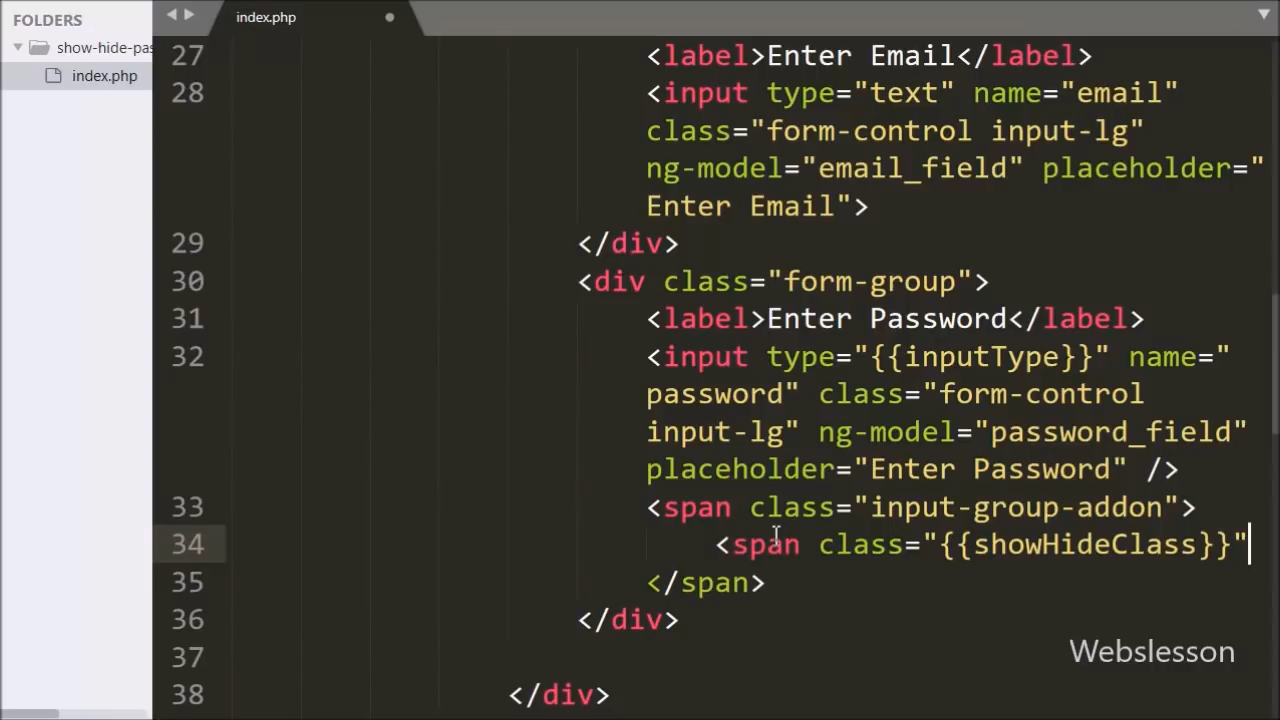 FOLDERS
show-hide-pas
index.php
index.php
27 <label>Enter Email</label>
28 <input type="text" name="email"
class="form-control input-lg"
ng-model="email_field" placeholder="
Enter Email">
29 </div>
30 <div class="form-group">
31 <label>Enter Password</label>
32 <input type="{{inputType}}" name="
password" class="form-control
input-lg" ng-model="password_field"
placeholder="Enter Password" />
33 <span class="input-group-addon">
34 <span class="{{showHideClass}}"
35 </span>
36 </div>
37
38 </div>
Webslesson